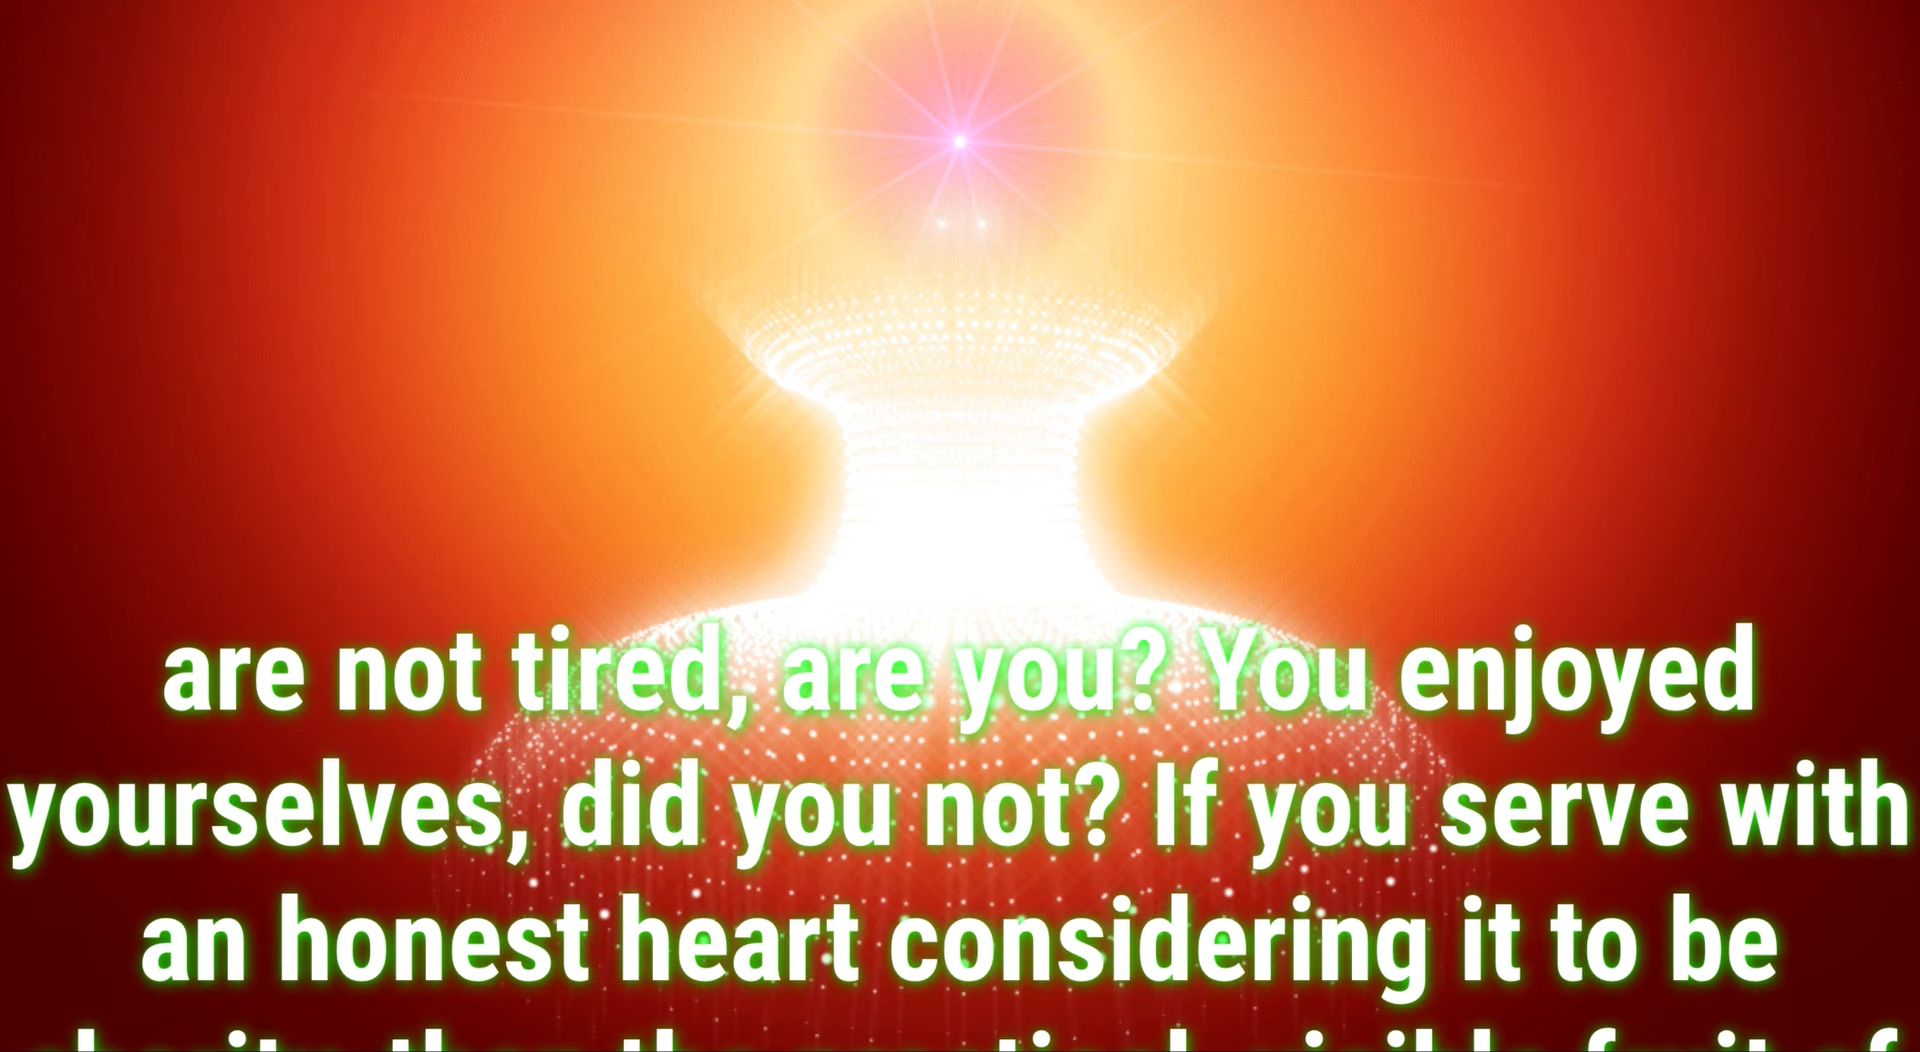 are not tired, are you? You enjoyed
yourselves, did you not? If you serve with
an honest heart considering it to be